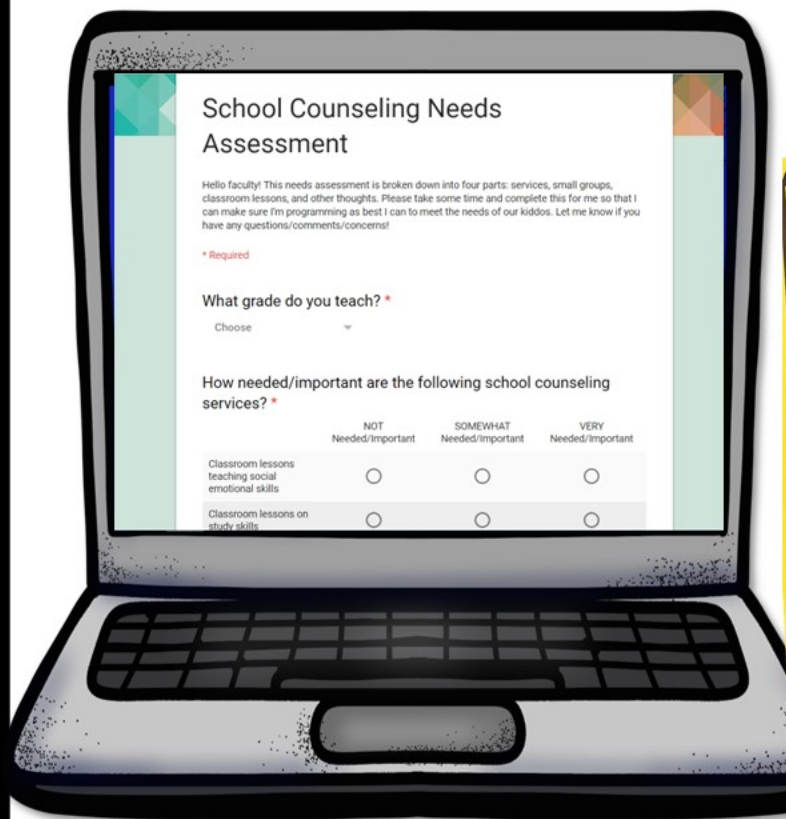 School Counseling Needs
Assessment
Hello faculty! This needs assessment is broken down into four parts: services, small groups,
classroom lessons, and other thoughts. Please take some time and complete this for me so that I
can make sure I'm programming as best I can to meet the needs of our kiddos. Let me know if you
have any questions/comments/concerns!
* Required
What grade do you teach? *
Choose
How needed/important are the following school counseling
services? *
NOT SOMEWHAT VERY
Needed/Important Needed/Important Needed/Important
Classroom lessons
teaching social
emotional skills
Classroom lessons on
study skills